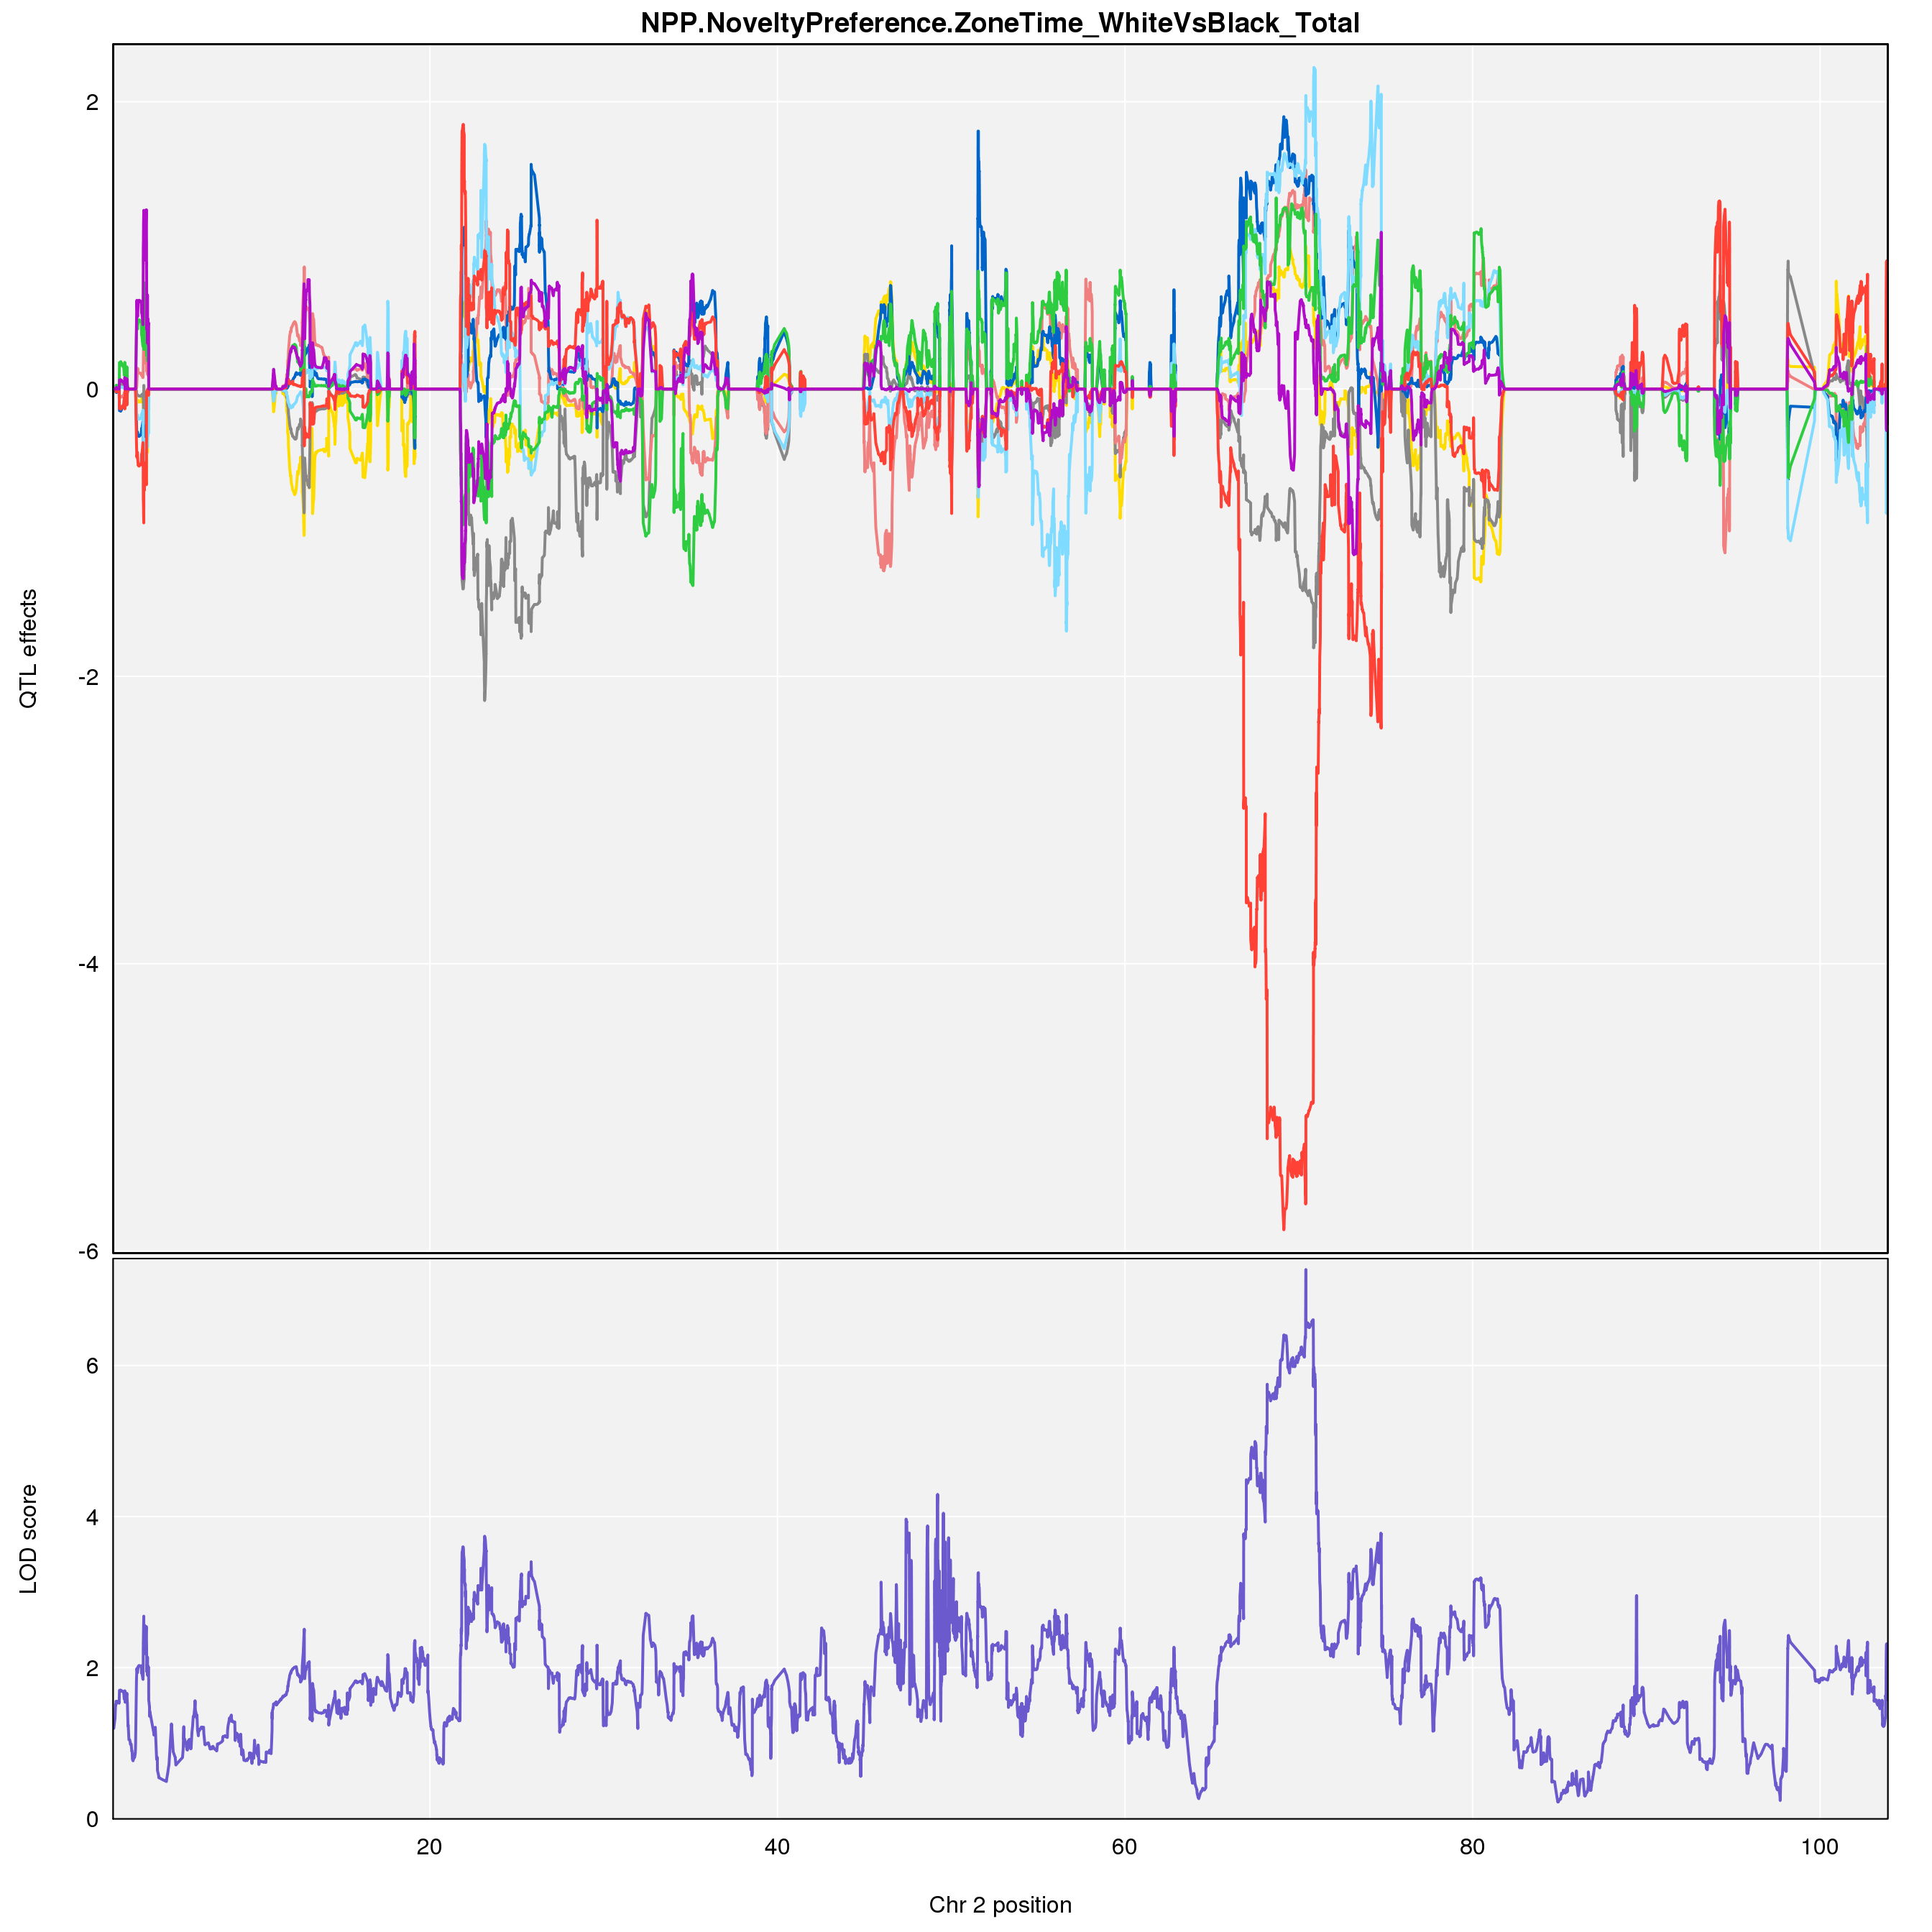 NPP.NoveltyPreference.ZoneTime_WhiteVsBlack_Total
2
0
-2
-4
-6
QTL effects
6
4
2
0
LOD score
20 40 60 80 100
Chr 2 position